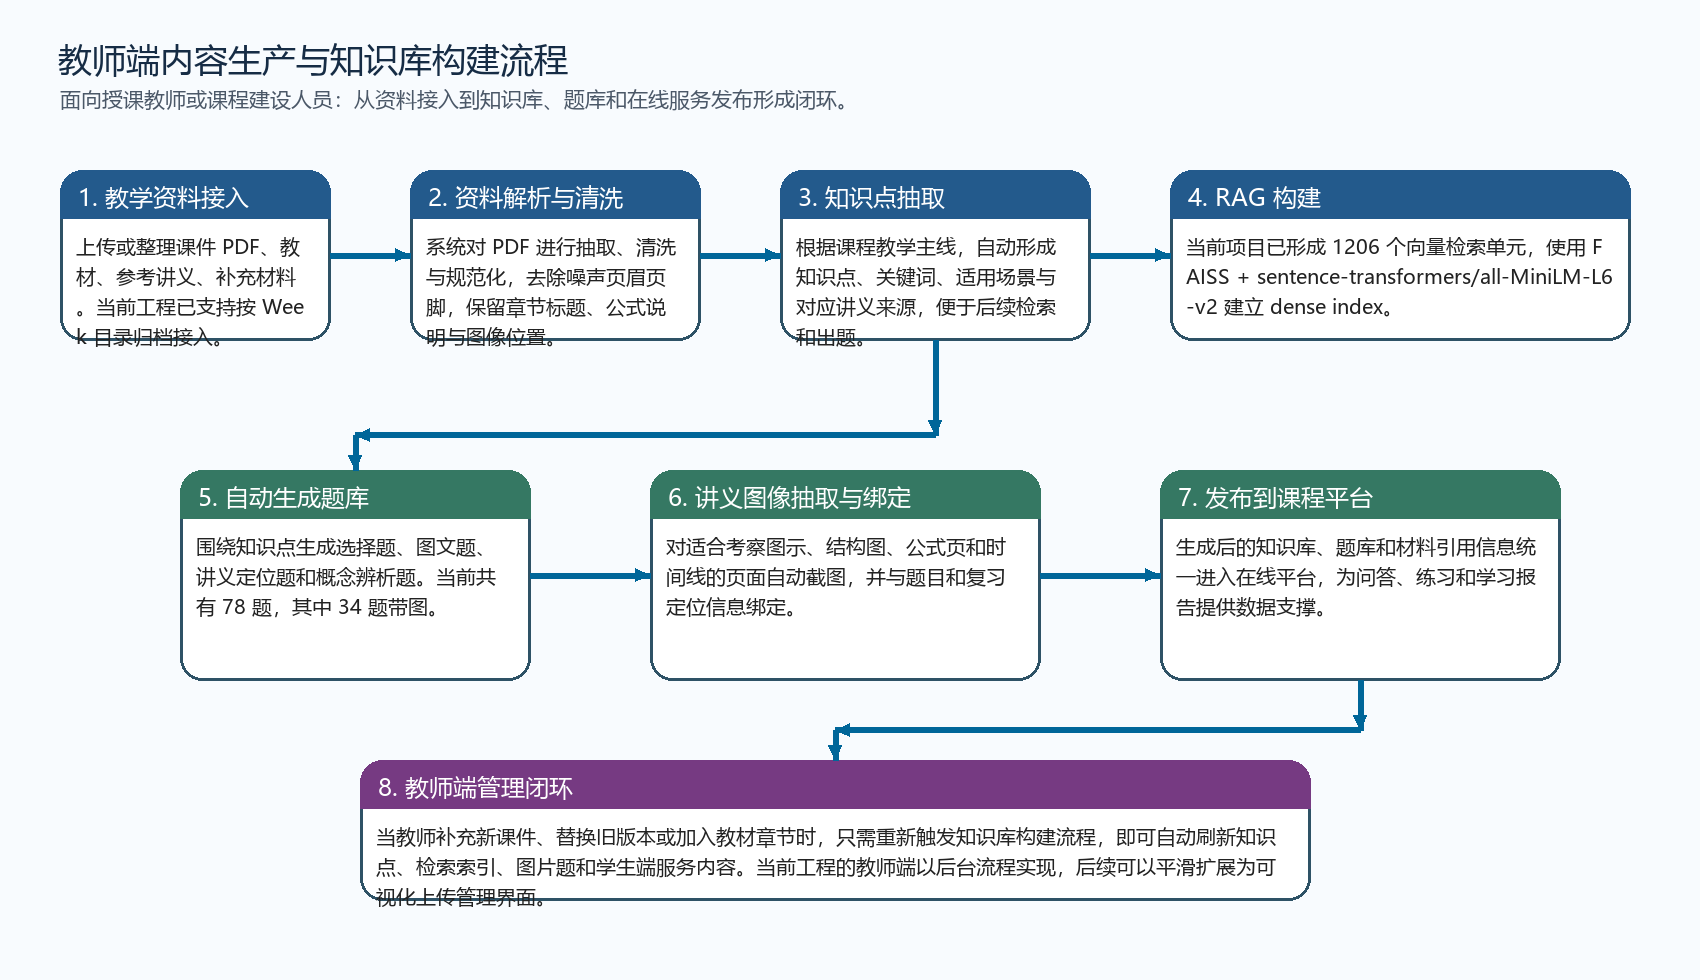 教师端内容生产与知识库构建流程
面向授课教师或课程建设人员：从资料接入到知识库、题库和在线服务发布形成闭环。
1. 教学资料接入
上传或整理课件 PDF、教
材、参考讲义、补充材料
。当前工程已支持按 Wee
k 目录归档接入。
2. 资料解析与清洗
系统对 PDF 进行抽取、清洗
与规范化，去除噪声页眉页
脚，保留章节标题、公式说
明与图像位置。
3. 知识点抽取
根据课程教学主线，自动形成
知识点、关键词、适用场景与
对应讲义来源，便于后续检索
和出题。
4. RAG 构建
当前项目已形成 1206 个向量检索单元，使用 F
AISS + sentence-transformers/all-MiniLM-L6
-v2 建立 dense index。
5. 自动生成题库
围绕知识点生成选择题、图文题、
讲义定位题和概念辨析题。当前共
有 78 题，其中 34 题带图。
6. 讲义图像抽取与绑定
对适合考察图示、结构图、公式页和时
间线的页面自动截图，并与题目和复习
定位信息绑定。
7. 发布到课程平台
生成后的知识库、题库和材料引用信息统
一进入在线平台，为问答、练习和学习报
告提供数据支撑。
8. 教师端管理闭环
当教师补充新课件、替换旧版本或加入教材章节时，只需重新触发知识库构建流程，即可自动刷新知识
点、检索索引、图片题和学生端服务内容。当前工程的教师端以后台流程实现，后续可以平滑扩展为可
视化上传管理界面。